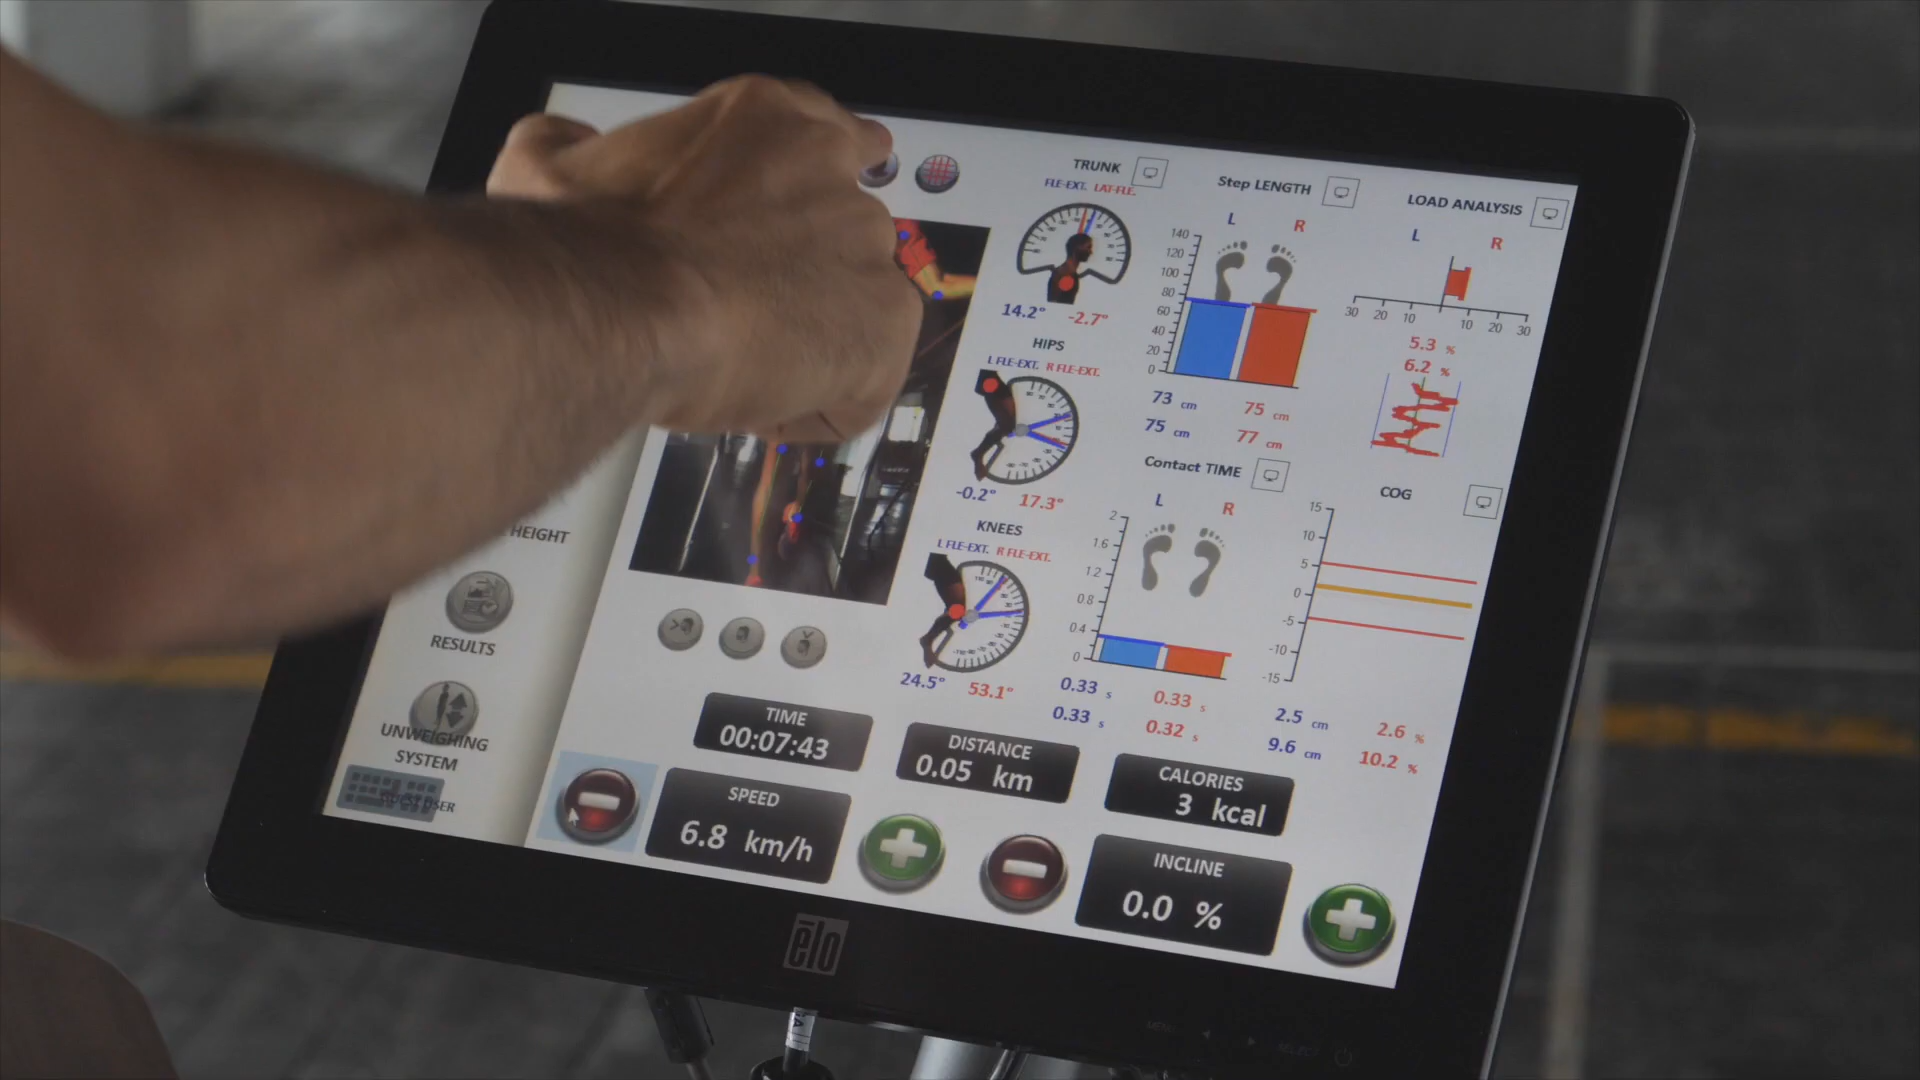 TRUNK
FLE-EXT. LAT-FLE.
14.2° -2.7°
HIPS
L FLE-EXT. R FLE-EXT.
-0.2° 17.3°
KNEES
L FLE-EXT. R FLE-EXT.
24.5° 53.1°
Step LENGTH
L R
140
120
100
80
60
40
20
0
73 cm 75 cm
75 cm 77 cm
Contact TIME
L R
2
1.6
1.2
0.8
0.4
0
0.33 s 0.33 s
0.33 s 0.32 s
LOAD ANALYSIS
L R
30 20 10 10 20 30
5.3 %
6.2 %
COG
15
10
5
0
-5
-10
-15
2.5 cm 2.6 %
9.6 cm 10.2 %
HEIGHT
RESULTS
UNWEIGHING
SYSTEM
GUEST USER
TIME
00:07:43
DISTANCE
0.05 km
CALORIES
3 kcal
SPEED
6.8 km/h
INCLINE
0.0 %
elo
SELECT